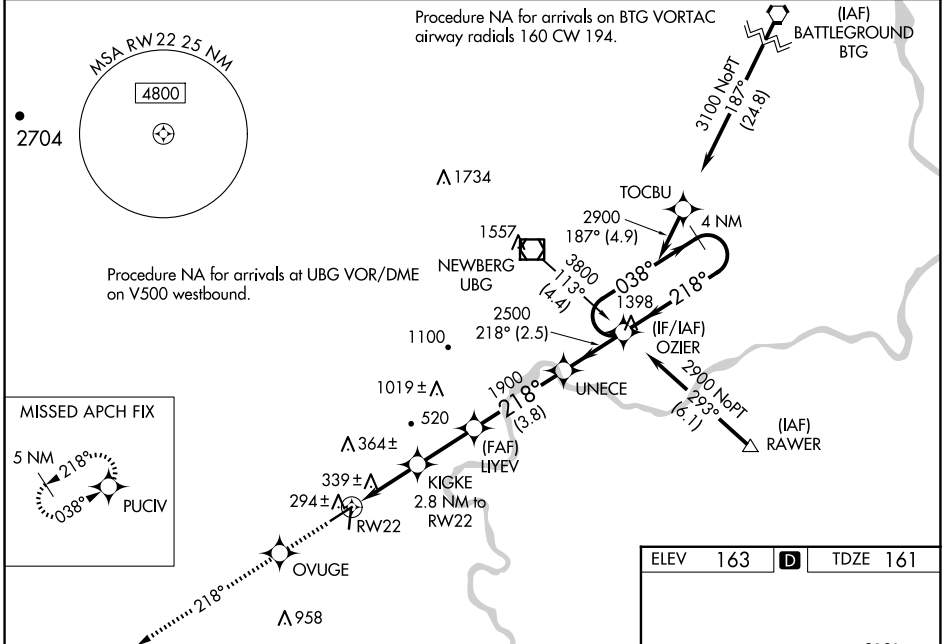 Procedure NA for arrivals on BTG VORTAC
airway radials 160 CW 194.
(IAF)
BATTLEGROUND
BTG
MSA RW22 25 NM
4800
2704
3100 NoPT
187°
(24.8)
1734
TOCBU
4 NM
2900
187° (4.9)
1557
NEWBERG
UBG
3800
113°
(4.4)
038°
218°
1398
Procedure NA for arrivals at UBG VOR/DME
on V500 westbound.
2500
218° (2.5)
(IF/IAF)
OZIER
1100
UNECE
2900 NoPT
293°
(6.1)
1019±
1900
218°
(3.8)
(IAF)
RAWER
MISSED APCH FIX
5 NM
218°
038°
PUCIV
520
(FAF)
LIYEV
364±
339±
KIGKE
2.8 NM to
RW22
294±
RW22
OVUGE
218°
958
ELEV 163 D TDZE 161